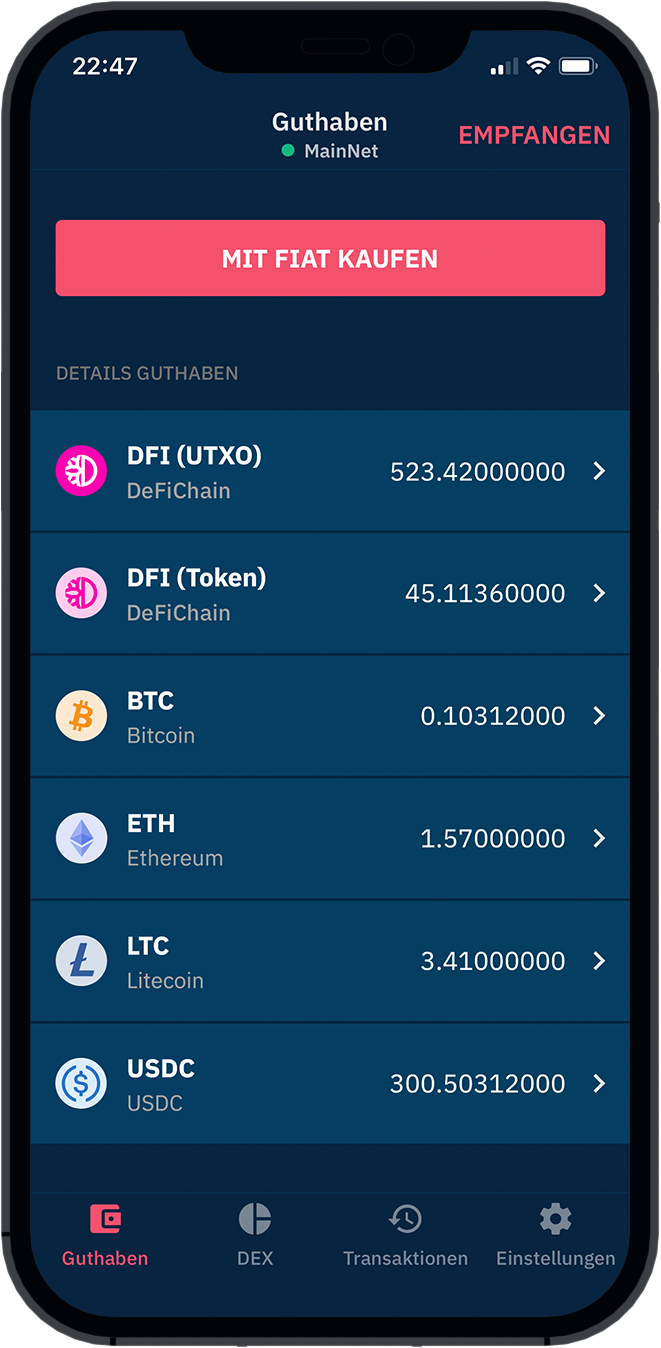 22:47
Guthaben
MainNet
EMPFANGEN
MIT FIAT KAUFEN
DETAILS GUTHABEN
DFI (UTXO)
DeFiChain
523.42000000
DFI (Token)
DeFiChain
45.11360000
BTC
Bitcoin
0.10312000
ETH
Ethereum
1.57000000
LTC
Litecoin
3.41000000
USDC
USDC
300.50312000
Guthaben
DEX
Transaktionen
Einstellungen